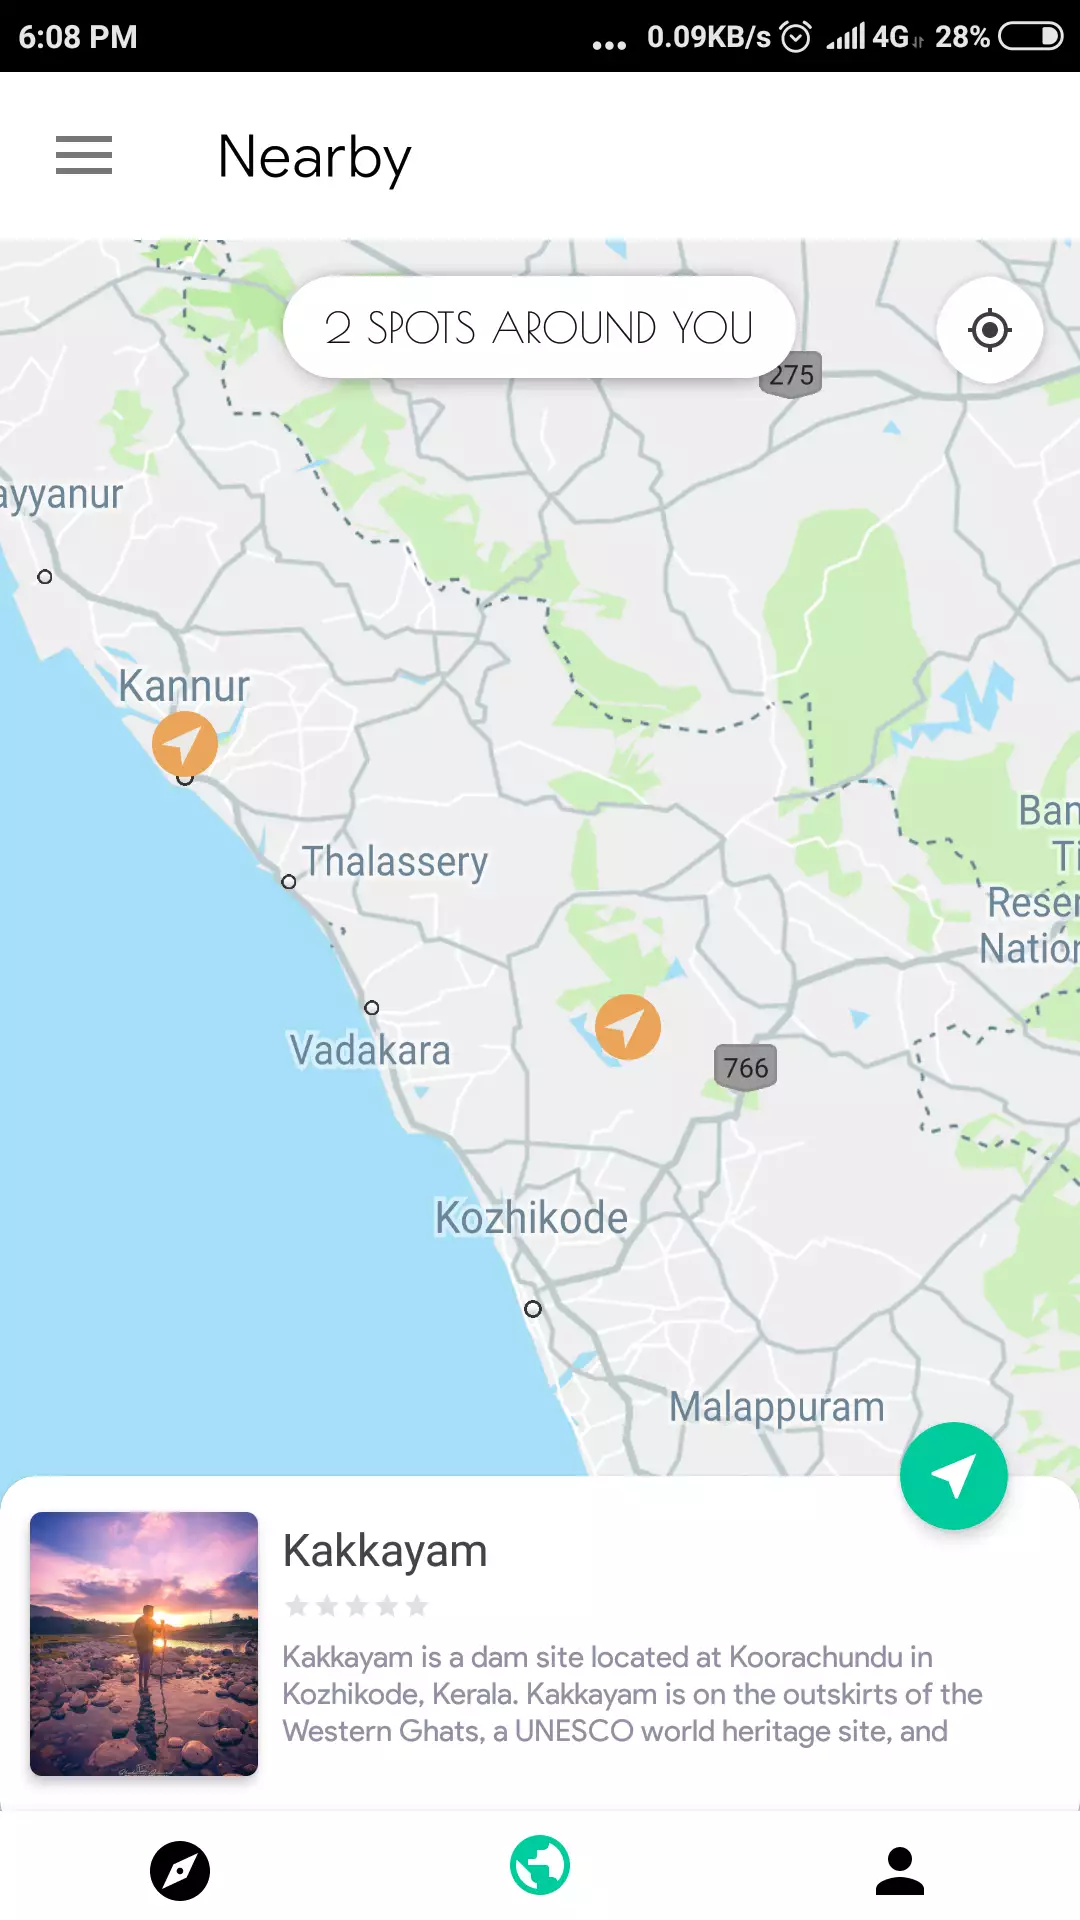 6:08 PM
... 0.09KB/s 4G 28%
Nearby
2 SPOTS AROUND YOU
275
ayyanur
Kannur
Ban
Thalassery
Ti
Reser
Nation
Vadakara
766
Kozhikode
Malappuram
Kakkayam
Kakkayam is a dam site located at Koorachundu in
Kozhikode, Kerala. Kakkayam is on the outskirts of the
Western Ghats, a UNESCO world heritage site, and